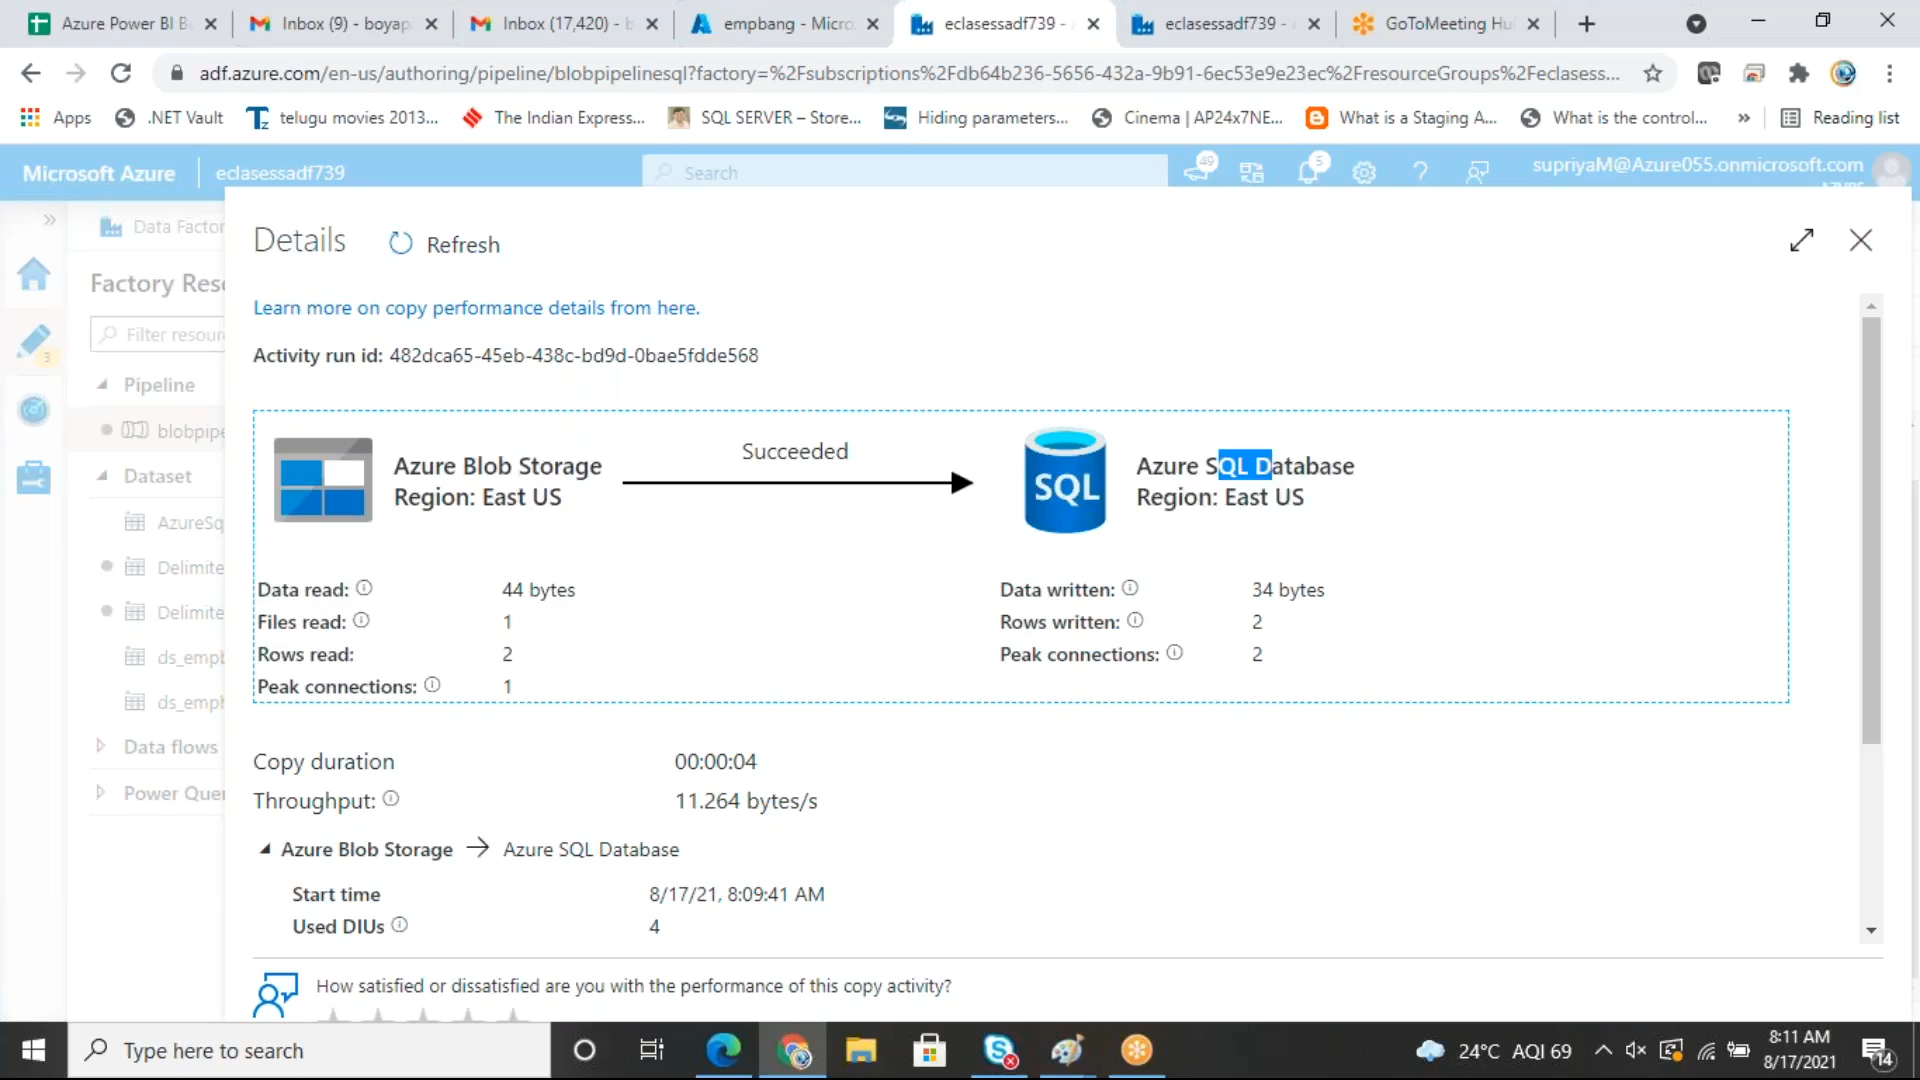 Azure Power BI B
Inbox (9) - boyap
Inbox (17,420) - b
empbang - Micro
eclasessadf739 -
eclasessadf739 -
GoToMeeting Hu
adf.azure.com/en-us/authoring/pipeline/blobpipelinesql?factory=%2Fsubscriptions%2Fdb64b236-5656-432a-9b91-6ec53e9e23ec%2FresourceGroups%2Feclasess...
Apps
.NET Vault
telugu movies 2013...
The Indian Express...
SQL SERVER – Store...
Hiding parameters...
Cinema | AP24x7NE...
What is a Staging A...
What is the control...
»
Reading list
Microsoft Azure
eclasessadf739
Search
49
5
supriyaM@Azure055.onmicrosoft.com
Data Factor
Details
Refresh
Factory Res
Learn more on copy performance details from here.
Filter resour
3
Activity run id: 482dca65-45eb-438c-bd9d-0bae5fdde568
Pipeline
blobpipe
Dataset
AzureSq
Delimite
Delimite
ds_empb
ds_emph
Data flows
Power Quer
Azure Blob Storage
Region: East US
Succeeded
SQL
Azure SQL Database
Region: East US
Data read: 44 bytes
Files read: 1
Rows read: 2
Peak connections: 1
Data written: 34 bytes
Rows written: 2
Peak connections: 2
Copy duration 00:00:04
Throughput: 11.264 bytes/s
Azure Blob Storage → Azure SQL Database
Start time 8/17/21, 8:09:41 AM
Used DIUs 4
How satisfied or dissatisfied are you with the performance of this copy activity?
Type here to search
24°C AQI 69
8:11 AM
8/17/2021
14